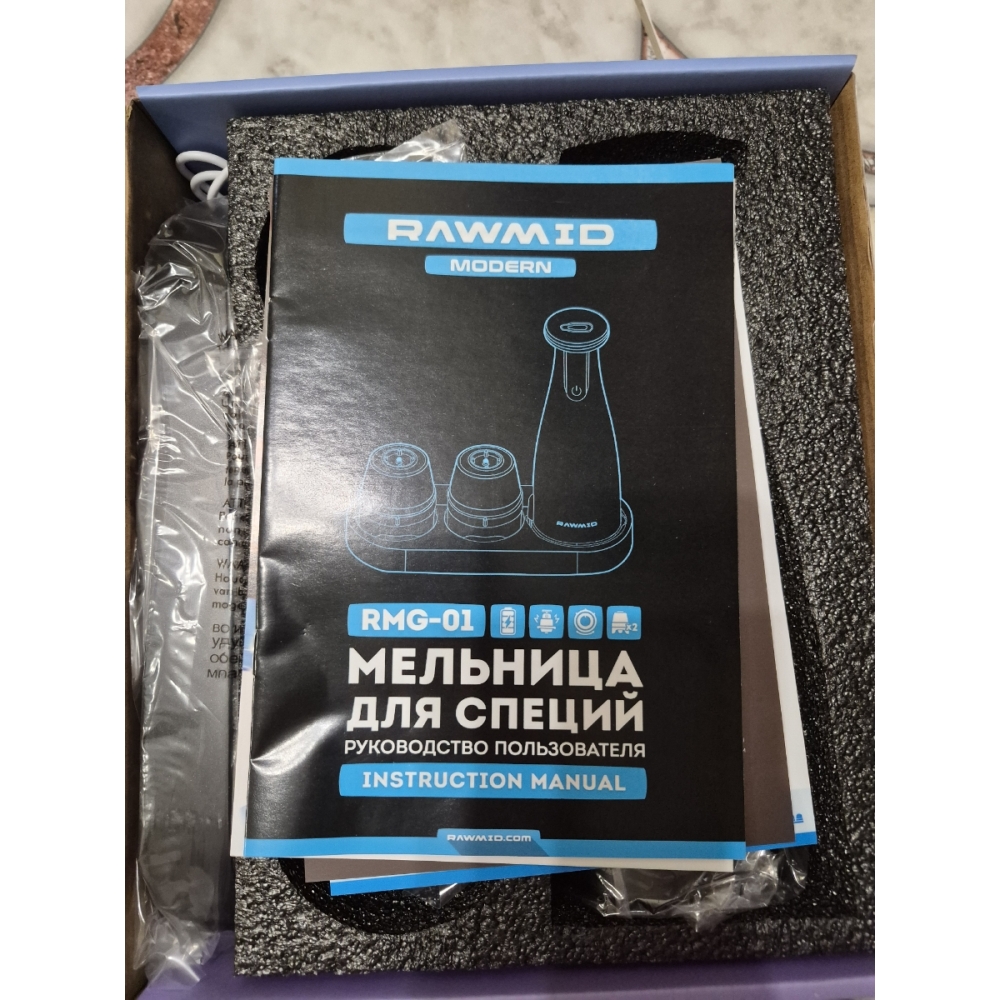 RAWMID
MODERN
RAWMID
RMG-01
x2
МЕЛЬНИЦА
ДЛЯ СПЕЦИЙ
РУКОВОДСТВО ПОЛЬЗОВАТЕЛЯ
INSTRUCTION MANUAL
RAWMID.COM